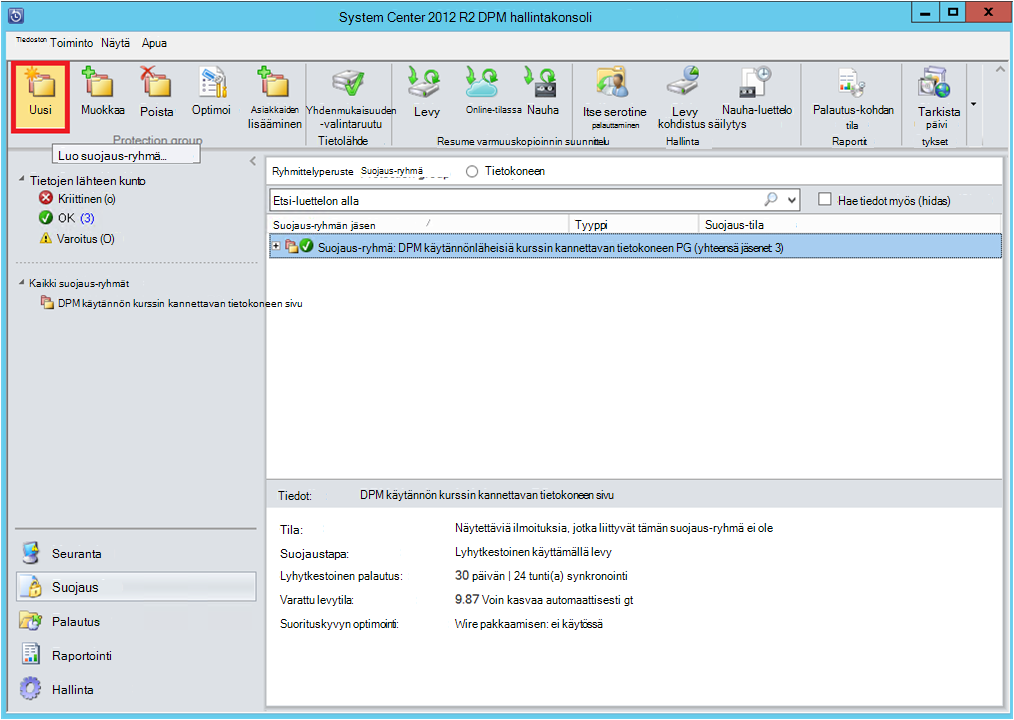 System Center 2012 R2 DPM hallintakonsoli
Tiedoston Toiminto Näytä Apua
Uusi Muokkaa Poista Optimoi Asiakkaiden lisääminen Yhdenmukaisuuden -valintaruutu Levy Online-tilassa Nauha Itse serotine palauttaminen Levy kohdistus säilytys Nauha-luettelo Palautus-kohdan tila Tarkista päivi tykset
Protection group Tietolähde Resume varmuuskopioinnin suunnittelu Hallinta Raportit
Luo suojaus-ryhmä...
Tietojen lähteen kunto
Kriittinen (o)
OK (3)
Varoitus (O)
Kaikki suojaus-ryhmät
DPM käytännön kurssin kannettavan tietokoneen sivu
Ryhmittelyperuste Suojaus-ryhmä Tietokoneen
Etsi-luettelon alla Hae tiedot myös (hidas)
Suojaus-ryhmän jäsen Tyyppi Suojaus-tila
Suojaus-ryhmä: DPM käytännönläheisiä kurssin kannettavan tietokoneen PG (yhteensä jäsenet 3)
Tiedot: DPM käytännön kurssin kannettavan tietokoneen sivu
Tila: Näytettäviä ilmoituksia, jotka liittyvät tämän suojaus-ryhmä ei ole
Suojaustapa: Lyhytkestoinen käyttämällä levy
Lyhytkestoinen palautus: 30 päivän | 24 tunti(a) synkronointi
Varattu levytila: 9.87 Voin kasvaa automaattisesti gt
Suorituskyvyn optimointi: Wire pakkaamisen: ei käytössä
Seuranta
Suojaus
Palautus
Raportointi
Hallinta